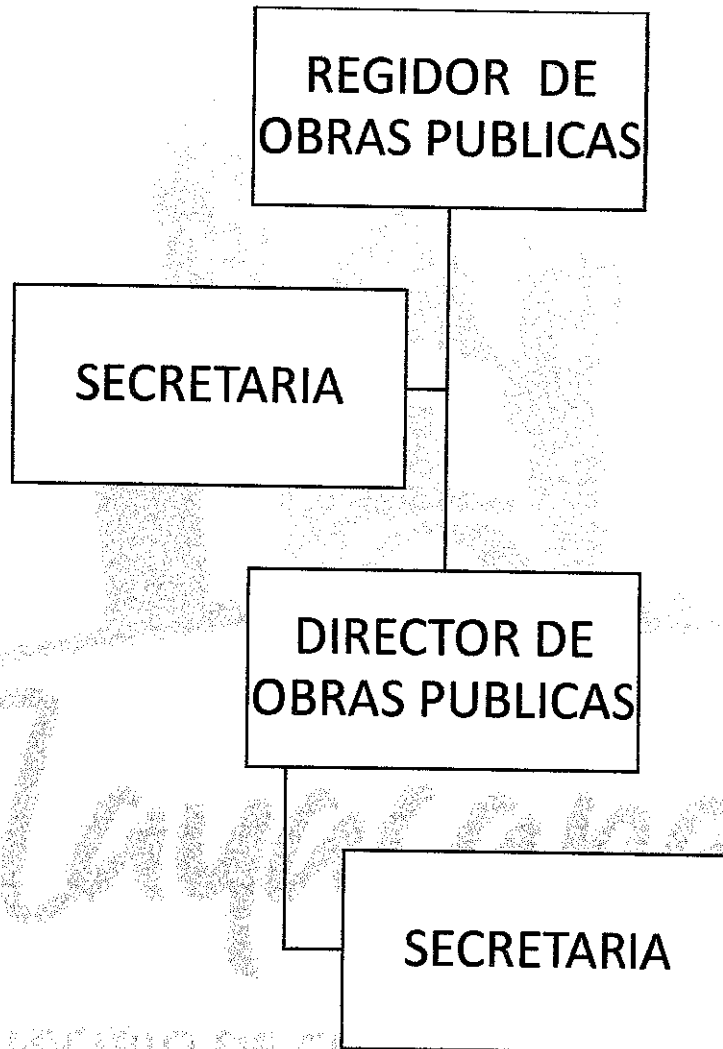 REGIDOR DE
OBRAS PUBLICAS
SECRETARIA
DIRECTOR DE
OBRAS PUBLICAS
SECRETARIA